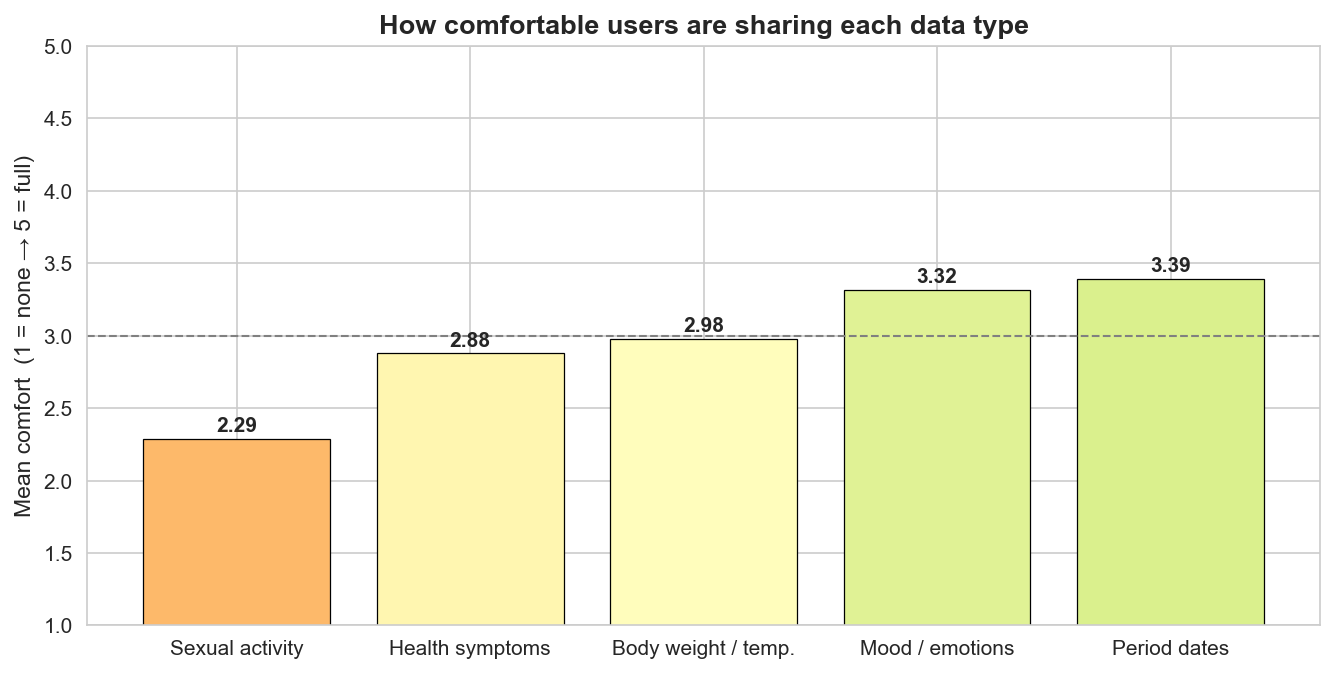 How comfortable users are sharing each data type
Mean comfort (1 = none → 5 = full)
5.0
4.5
4.0
3.5
3.0
2.5
2.0
1.5
1.0
2.29
2.88
2.98
3.32
3.39
Sexual activity
Health symptoms
Body weight / temp.
Mood / emotions
Period dates